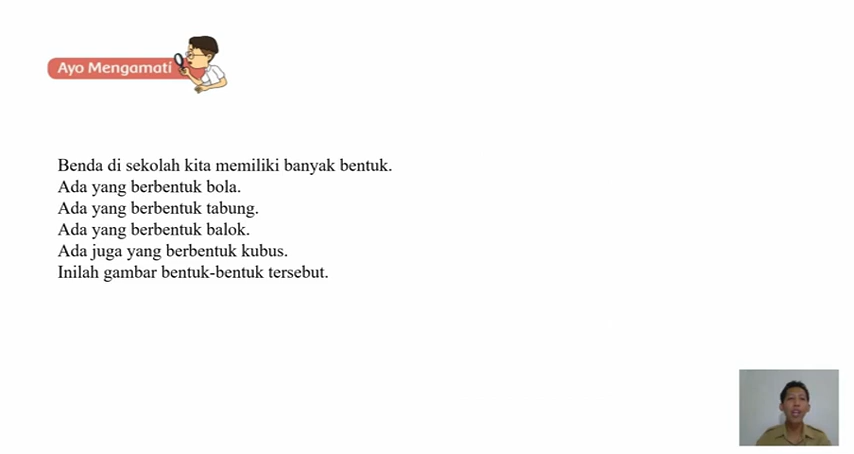 Ayo Mengamati
Benda di sekolah kita memiliki banyak bentuk.
Ada yang berbentuk bola.
Ada yang berbentuk tabung.
Ada yang berbentuk balok.
Ada juga yang berbentuk kubus.
Inilah gambar bentuk-bentuk tersebut.